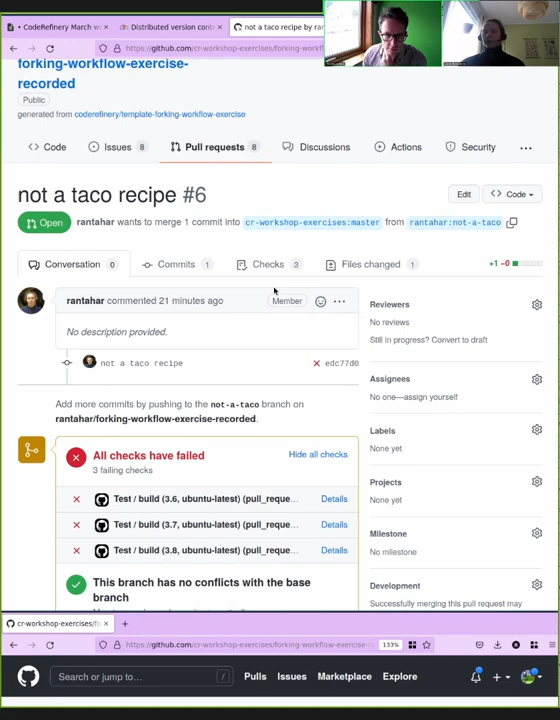 • CodeRefinery March w
Distributed version cont
not a taco recipe by ran
https://github.com/cr-workshop-exercises/forking-workf
forking-workflow-exercise-
recorded
Public
generated from coderefinery/template-forking-workflow-exercise
Code
Issues 8
Pull requests 8
Discussions
Actions
Security
...
not a taco recipe #6
Edit
<> Code
Open
rantahar wants to merge 1 commit into cr-workshop-exercises:master from rantahar:not-a-taco
Conversation 0
Commits 1
Checks 3
Files changed 1
+1 −0
rantahar commented 21 minutes ago
Member
...
No description provided.
not a taco recipe
edc77d0
Add more commits by pushing to the not-a-taco branch on
rantahar/forking-workflow-exercise-recorded.
All checks have failed
Hide all checks
3 failing checks
Test / build (3.6, ubuntu-latest) (pull_reque... Details
Test / build (3.7, ubuntu-latest) (pull_reque... Details
Test / build (3.8, ubuntu-latest) (pull_reque... Details
This branch has no conflicts with the base
branch
Reviewers
No reviews
Still in progress? Convert to draft
Assignees
No one—assign yourself
Labels
None yet
Projects
None yet
Milestone
No milestone
Development
Successfully merging this pull request may
cr-workshop-exercises/fo
https://github.com/cr-workshop-exercises/forking-workflow-exercise-re
133%
Search or jump to...
/
Pulls
Issues
Marketplace
Explore